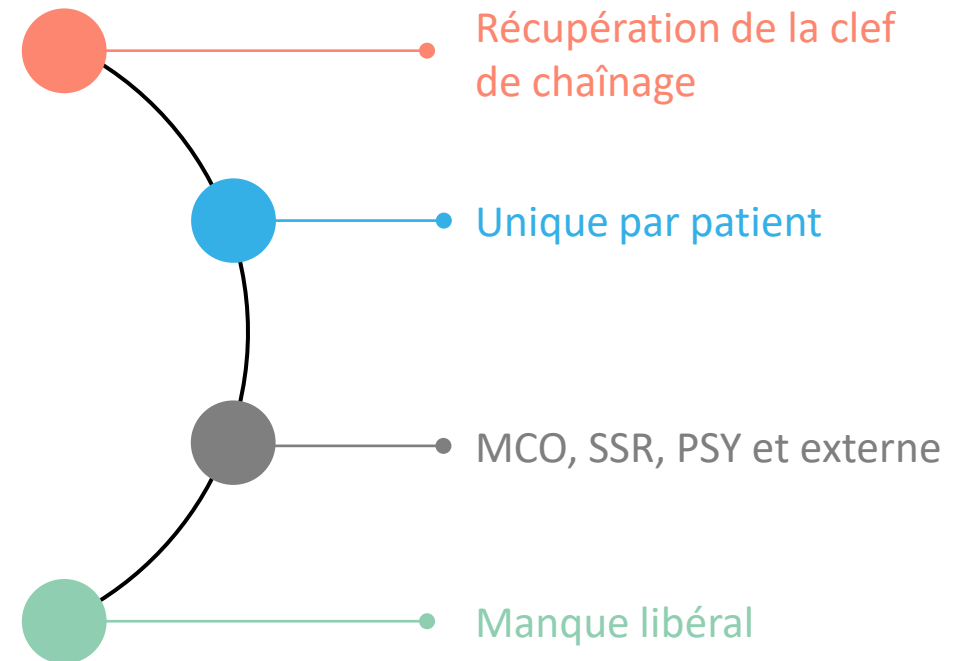 Récupération de la clef
de chaînage
Unique par patient
MCO, SSR, PSY et externe
Manque libéral